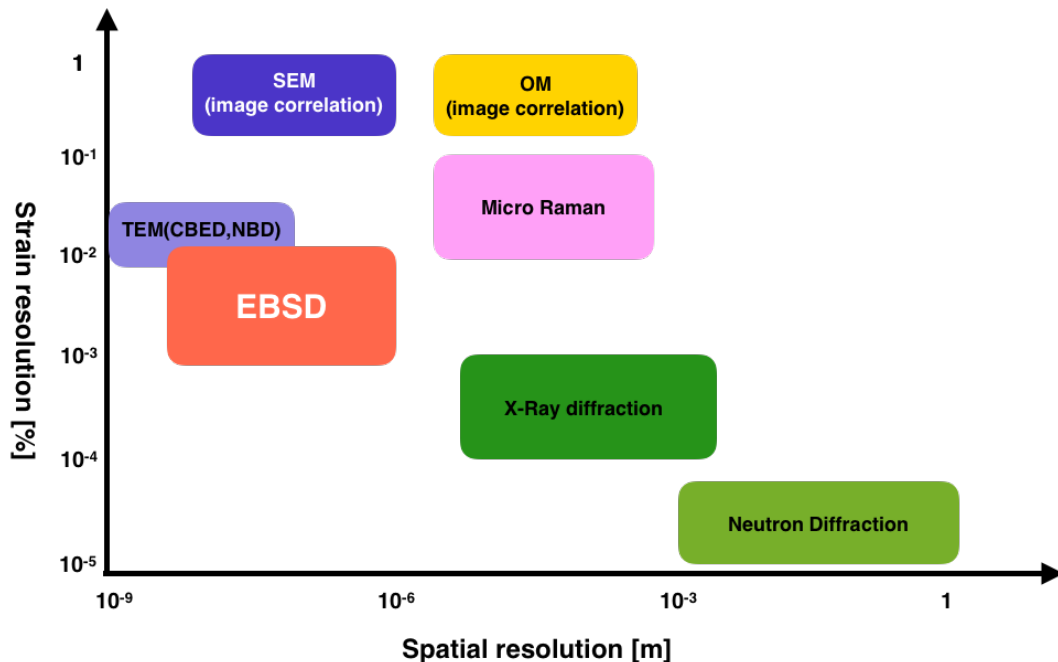 1
SEM
(image correlation)
OM
(image correlation)
10-1
Micro Raman
TEM(CBED,NBD)
10-2
EBSD
10-3
X-Ray diffraction
10-4
Neutron Diffraction
10-5
Strain resolution [%]
10-9
10-6
10-3
1
Spatial resolution [m]